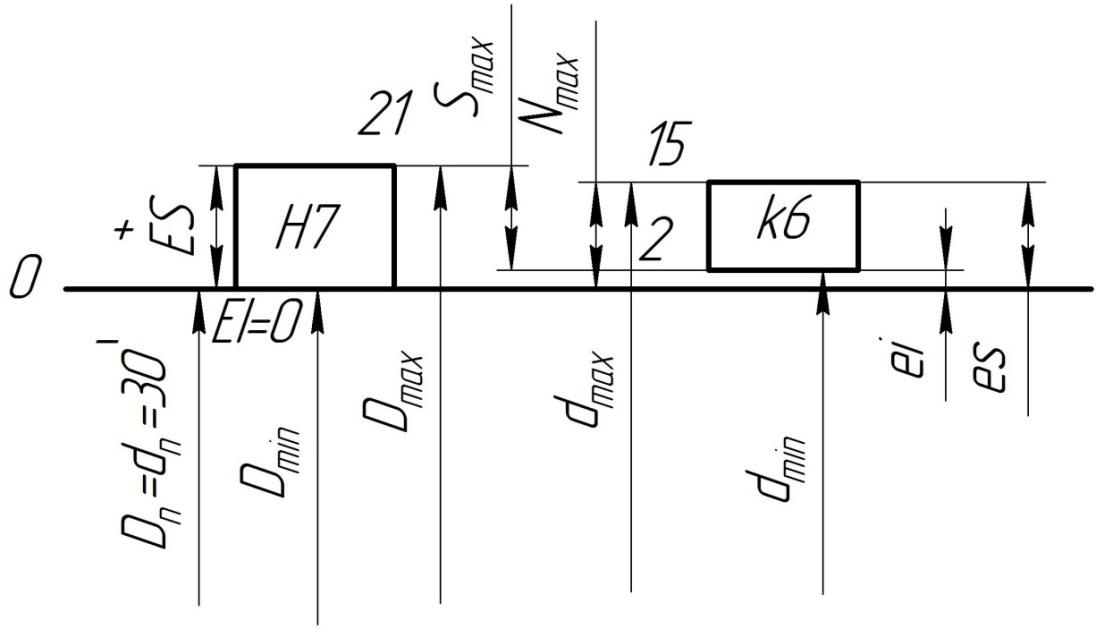 S_max
N_max
21
15
+
ES
H7
2
k6
0
EI=0
-
D_n=d_n=30
D_min
D_max
d_max
d_min
ei
es